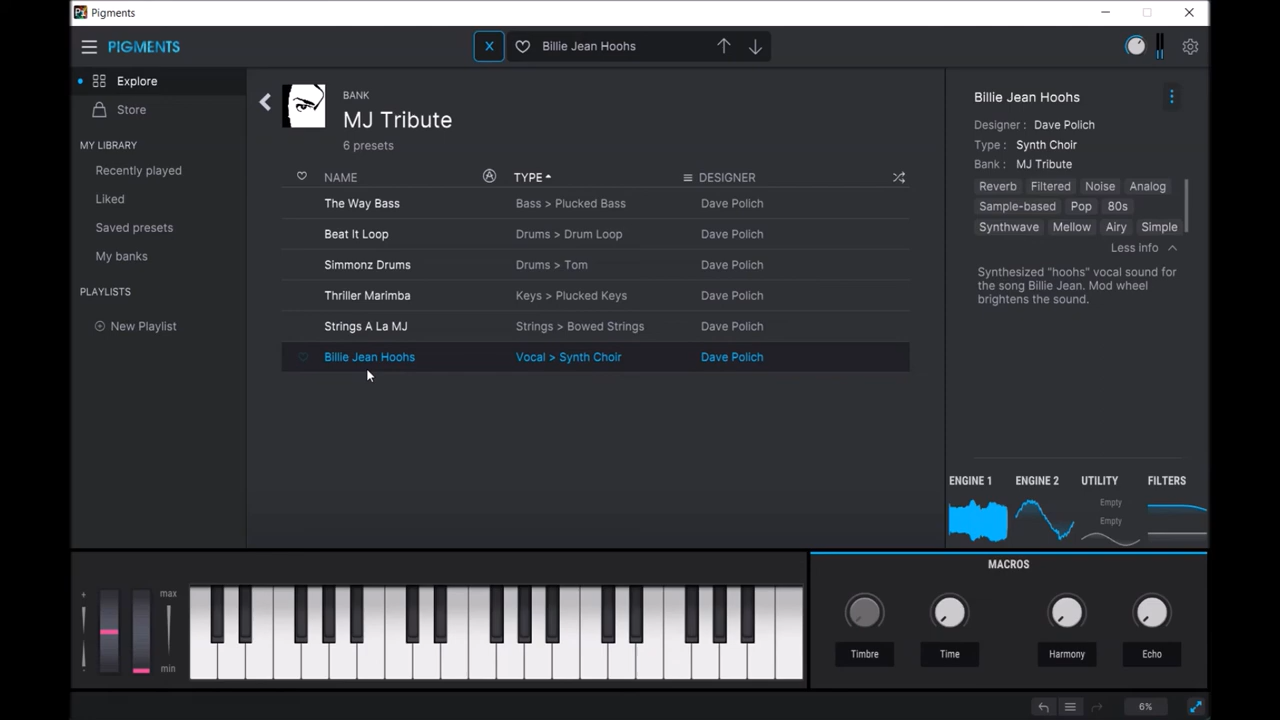 Pigments
PIGMENTS
X
Billie Jean Hoohs
Explore
Store
MY LIBRARY
Recently played
Liked
Saved presets
My banks
PLAYLISTS
New Playlist
BANK
MJ Tribute
6 presets
NAME TYPE DESIGNER
The Way Bass Bass > Plucked Bass Dave Polich
Beat It Loop Drums > Drum Loop Dave Polich
Simmonz Drums Drums > Tom Dave Polich
Thriller Marimba Keys > Plucked Keys Dave Polich
Strings A La MJ Strings > Bowed Strings Dave Polich
Billie Jean Hoohs Vocal > Synth Choir Dave Polich
Billie Jean Hoohs
Designer : Dave Polich
Type : Synth Choir
Bank : MJ Tribute
Reverb Filtered Noise Analog
Sample-based Pop 80s
Synthwave Mellow Airy Simple
Less info
Synthesized "hoohs" vocal sound for
the song Billie Jean. Mod wheel
brightens the sound.
ENGINE 1 ENGINE 2 UTILITY FILTERS
Empty
Empty
+ max
- min
MACROS
Timbre Time Harmony Echo
6%